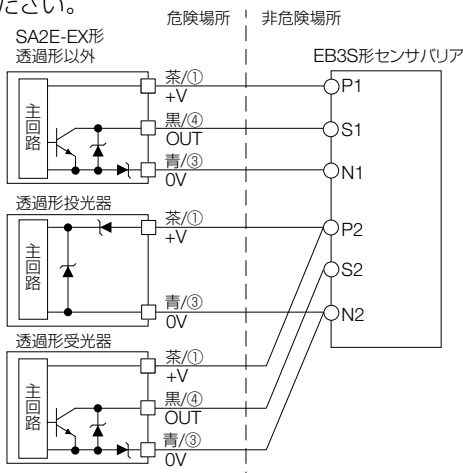 ださい。
危険場所
非危険場所
SA2E-EX形
透過形以外
EB3S形センサバリア
主回路
茶/①
+V
P1
黒/④
OUT
S1
青/③
0V
N1
透過形投光器
主回路
茶/①
+V
P2
S2
青/③
0V
N2
透過形受光器
主回路
茶/①
+V
黒/④
OUT
青/③
0V